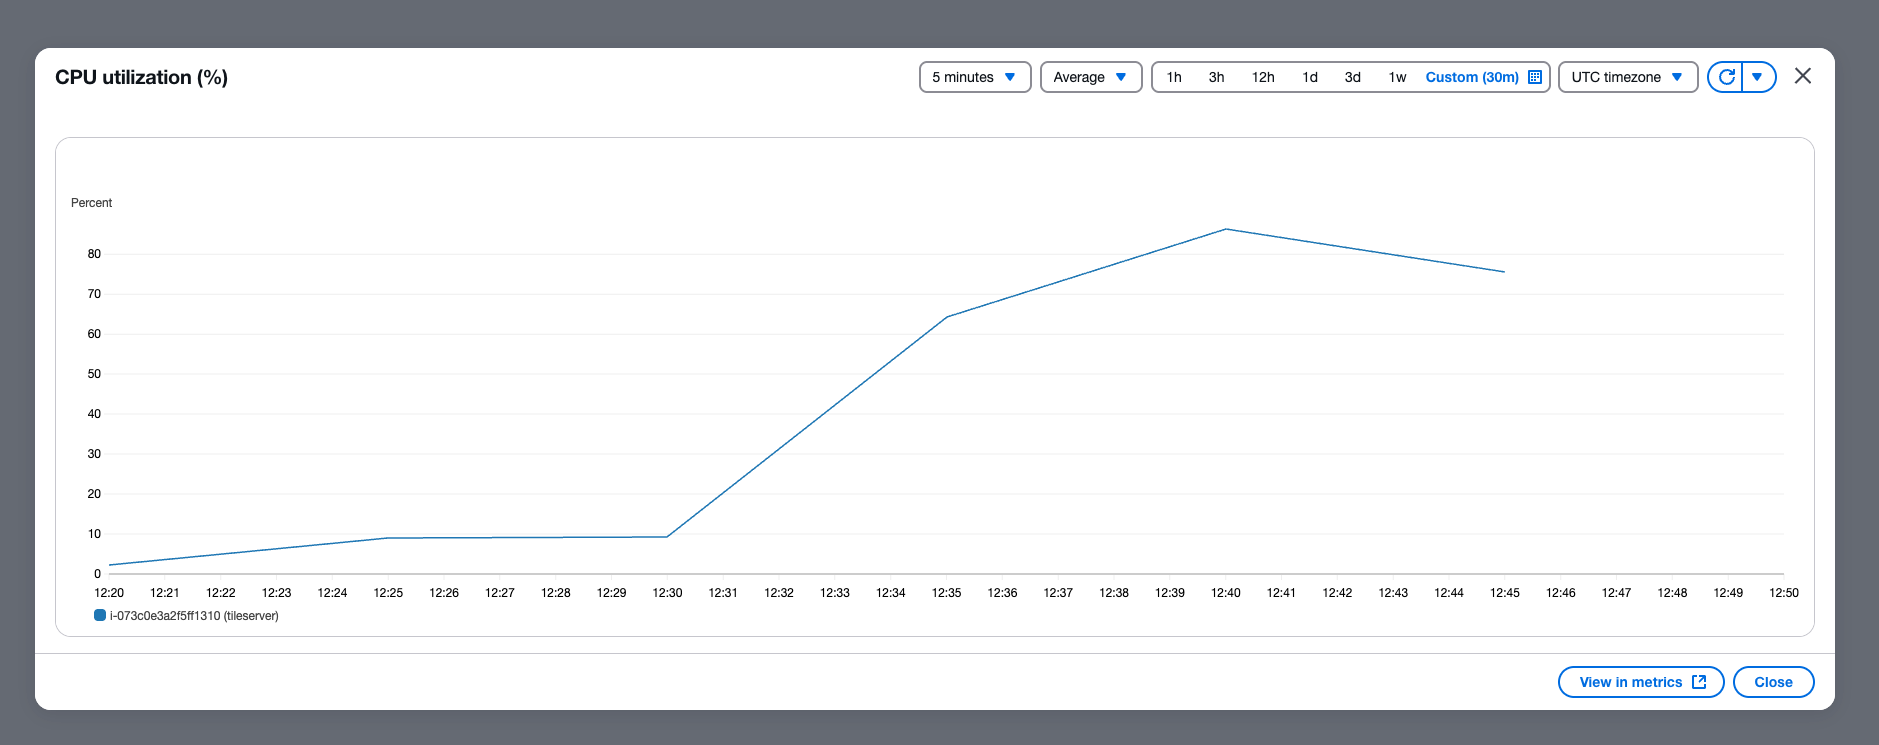 CPU utilization (%)
5 minutes Average 1h 3h 12h 1d 3d 1w Custom (30m) UTC timezone
Percent
80
70
60
50
40
30
20
10
0
12:20 12:21 12:22 12:23 12:24 12:25 12:26 12:27 12:28 12:29 12:30 12:31 12:32 12:33 12:34 12:35 12:36 12:37 12:38 12:39 12:40 12:41 12:42 12:43 12:44 12:45 12:46 12:47 12:48 12:49 12:50
i-073c0e3a2f5ff1310 (tileserver)
View in metrics Close